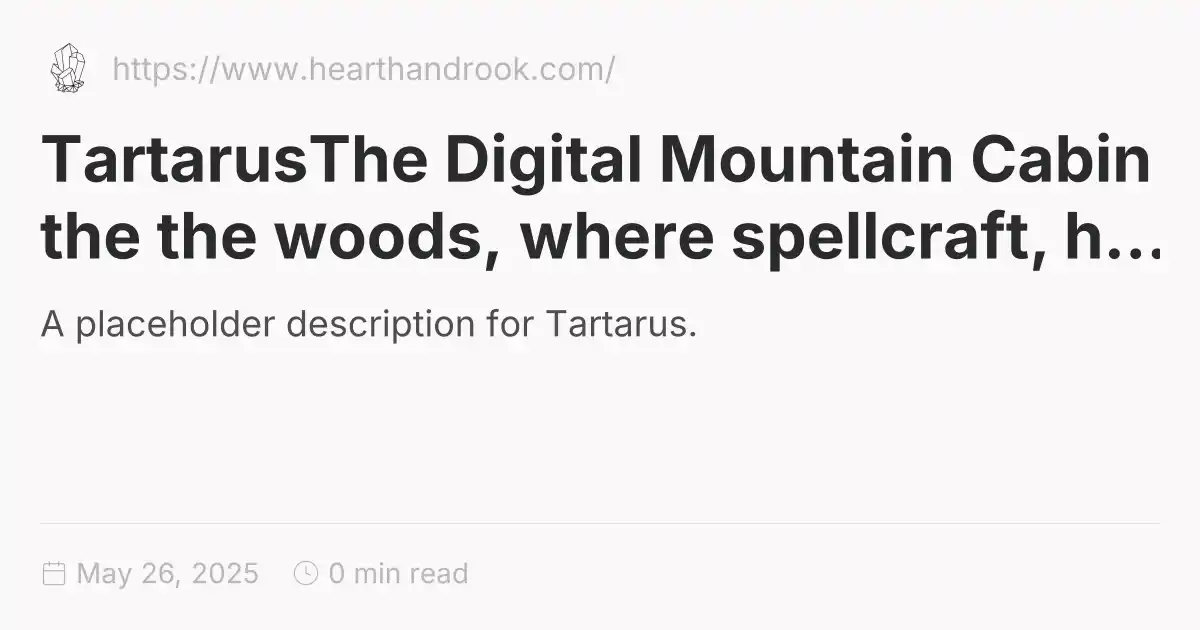 https://www.hearthandrook.com/
TartarusThe Digital Mountain Cabin
the the woods, where spellcraft, h...
A placeholder description for Tartarus.
May 26, 2025 0 min read